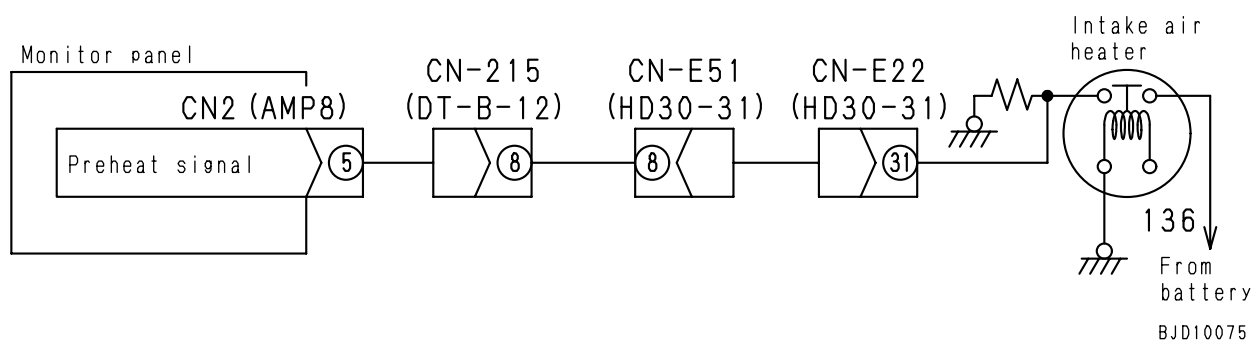 Intake air
heater
Monitor panel
CN-215
CN-E51
CN-E22
CN2 (AMP8)
(DT-B-12)
(HD30-31)
(HD30-31)
Preheat signal
5
8
8
31
136
From
battery
BJD10075